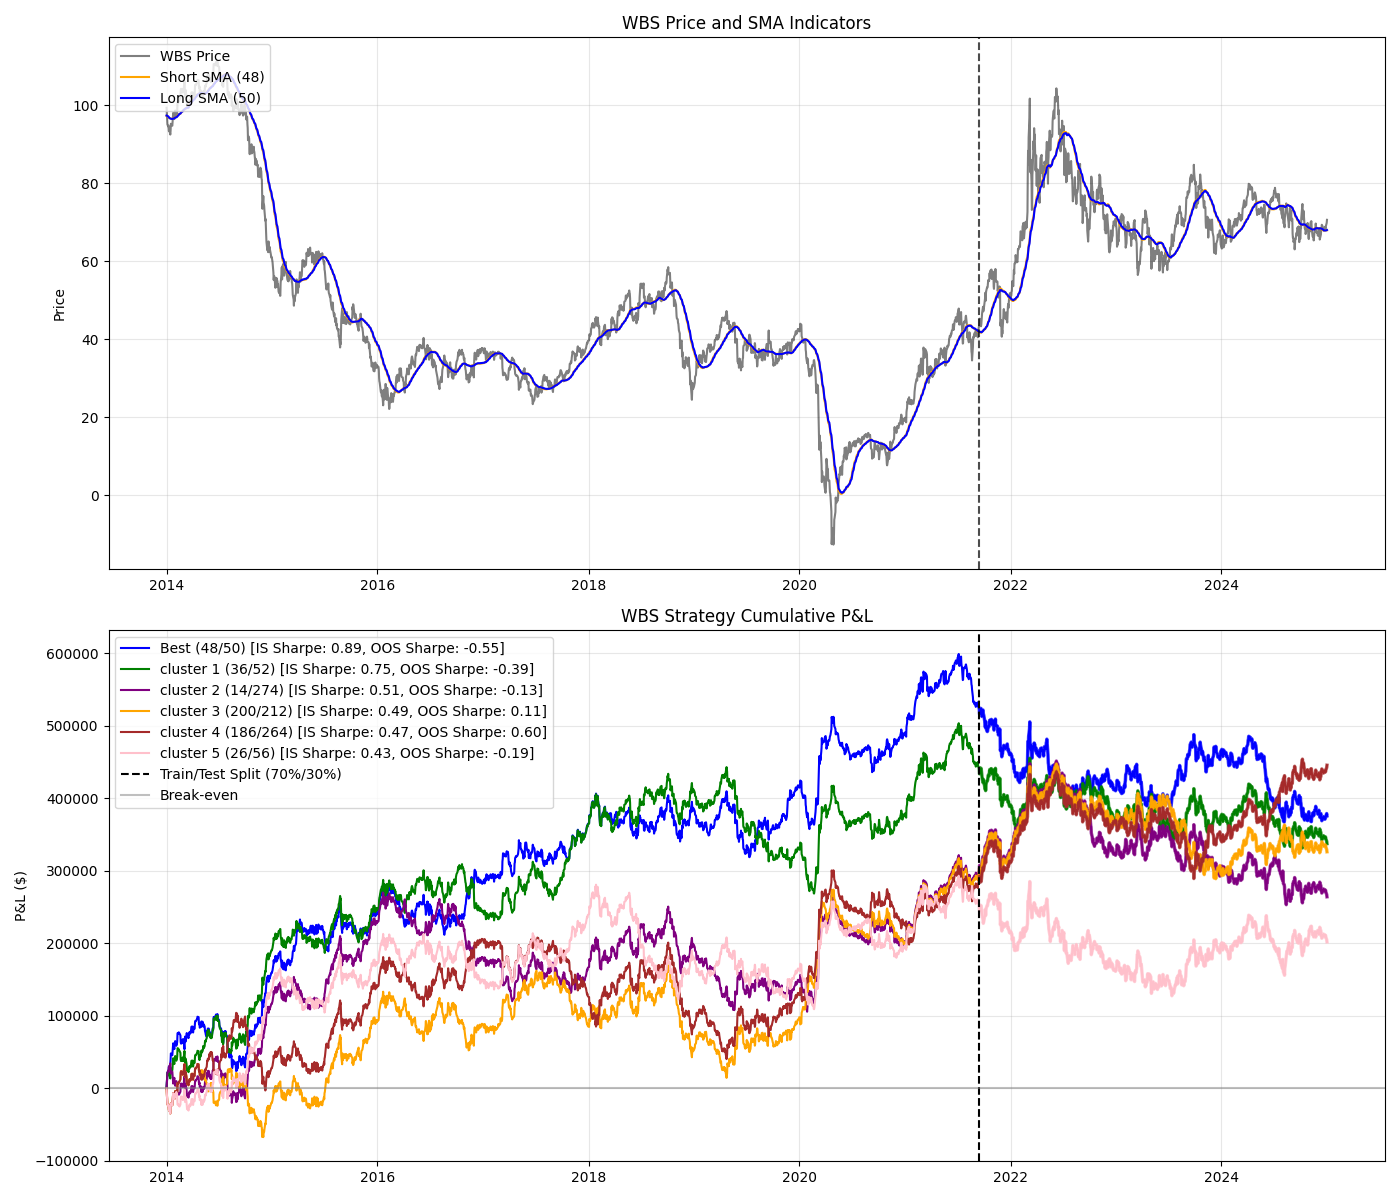 WBS Price and SMA Indicators
WBS Price
Short SMA (48)
Long SMA (50)
Price
100
80
60
40
20
0
2014 2016 2018 2020 2022 2024
WBS Strategy Cumulative P&L
Best (48/50) [IS Sharpe: 0.89, OOS Sharpe: -0.55]
cluster 1 (36/52) [IS Sharpe: 0.75, OOS Sharpe: -0.39]
cluster 2 (14/274) [IS Sharpe: 0.51, OOS Sharpe: -0.13]
cluster 3 (200/212) [IS Sharpe: 0.49, OOS Sharpe: 0.11]
cluster 4 (186/264) [IS Sharpe: 0.47, OOS Sharpe: 0.60]
cluster 5 (26/56) [IS Sharpe: 0.43, OOS Sharpe: -0.19]
Train/Test Split (70%/30%)
Break-even
P&L ($)
600000
500000
400000
300000
200000
100000
0
−100000
2014 2016 2018 2020 2022 2024